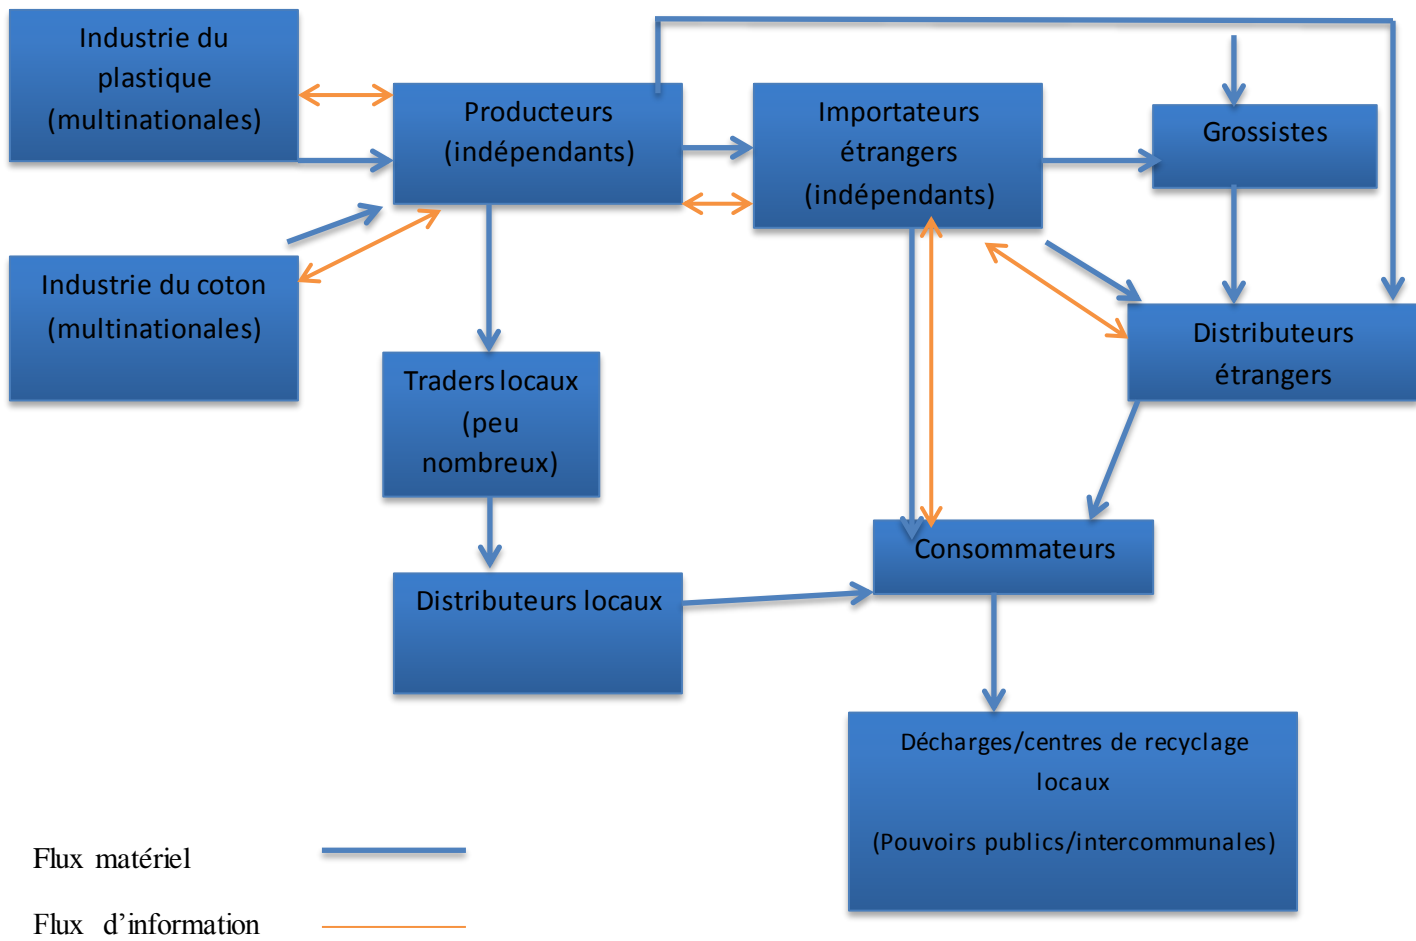 Industrie du
plastique
(multinationales)
Producteurs
(indépendants)
Importateurs
étrangers
(indépendants)
Grossistes
Industrie du coton
(multinationales)
Distributeurs
étrangers
Traders locaux
(peu
nombreux)
Consommateurs
Distributeurs locaux
Décharges/centres de recyclage
locaux
(Pouvoirs publics/intercommunales)
Flux matériel
Flux d’information